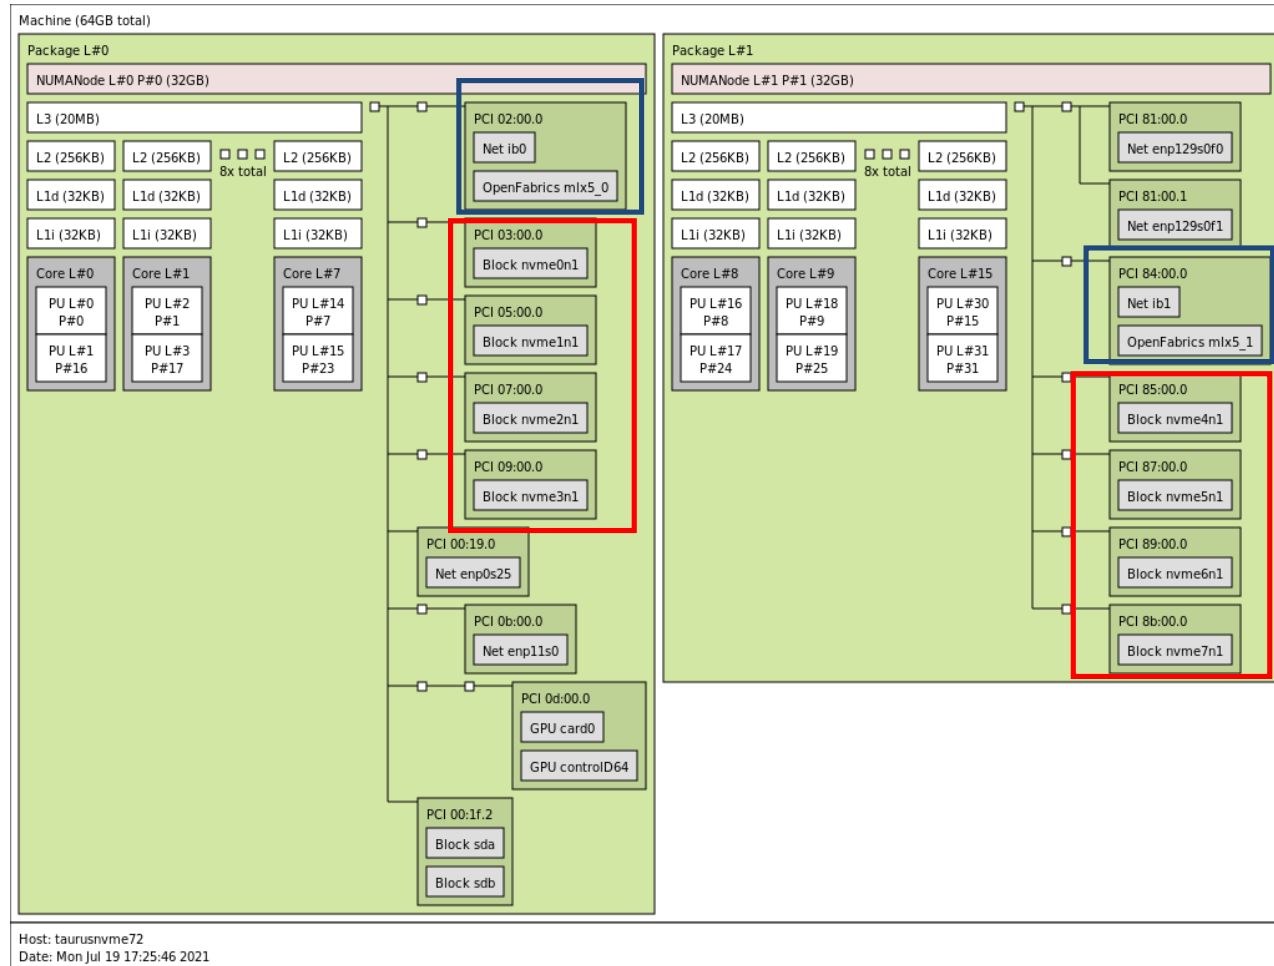 Machine (64GB total)
Package L#0
NUMANode L#0 P#0 (32GB)
L3 (20MB)
L2 (256KB)
L2 (256KB)
8x total
L2 (256KB)
L1d (32KB)
L1d (32KB)
L1d (32KB)
L1i (32KB)
L1i (32KB)
L1i (32KB)
Core L#0
PU L#0
P#0
PU L#1
P#16
Core L#1
PU L#2
P#1
PU L#3
P#17
Core L#7
PU L#14
P#7
PU L#15
P#23
PCI 02:00.0
Net ib0
OpenFabrics mlx5_0
PCI 03:00.0
Block nvme0n1
PCI 05:00.0
Block nvme1n1
PCI 07:00.0
Block nvme2n1
PCI 09:00.0
Block nvme3n1
PCI 00:19.0
Net enp0s25
PCI 0b:00.0
Net enp11s0
PCI 0d:00.0
GPU card0
GPU controlD64
PCI 00:1f.2
Block sda
Block sdb
Package L#1
NUMANode L#1 P#1 (32GB)
L3 (20MB)
L2 (256KB)
L2 (256KB)
8x total
L2 (256KB)
L1d (32KB)
L1d (32KB)
L1d (32KB)
L1i (32KB)
L1i (32KB)
L1i (32KB)
Core L#8
PU L#16
P#8
PU L#17
P#24
Core L#9
PU L#18
P#9
PU L#19
P#25
Core L#15
PU L#30
P#15
PU L#31
P#31
PCI 81:00.0
Net enp129s0f0
PCI 81:00.1
Net enp129s0f1
PCI 84:00.0
Net ib1
OpenFabrics mlx5_1
PCI 85:00.0
Block nvme4n1
PCI 87:00.0
Block nvme5n1
PCI 89:00.0
Block nvme6n1
PCI 8b:00.0
Block nvme7n1
Host: taurusnvme72
Date: Mon Jul 19 17:25:46 2021